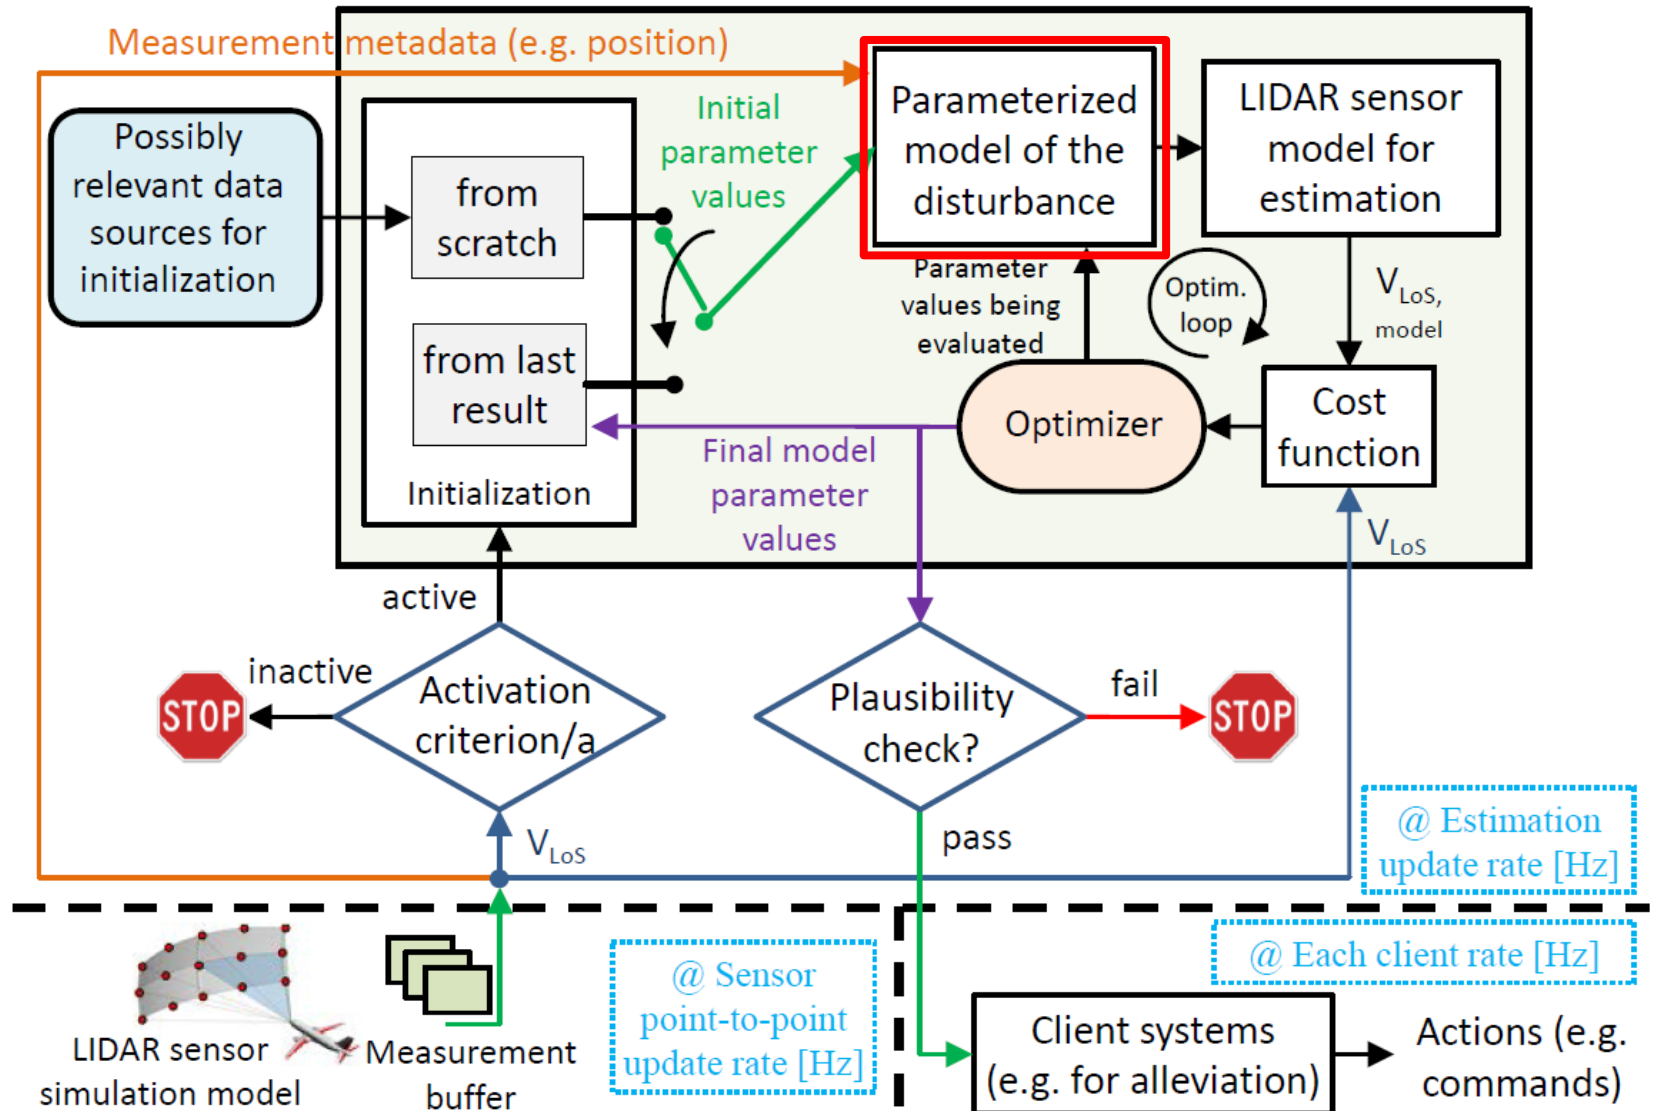 Measurement metadata (e.g. position)
Possibly
relevant data
sources for
initialization
from
scratch
from last
result
Initialization
Initial
parameter
values
Parameterized
model of the
disturbance
LIDAR sensor
model for
estimation
Parameter
values being
evaluated
Optim.
loop
VLoS,
model
Optimizer
Cost
function
Final model
parameter
values
VLoS
active
inactive
STOP
Activation
criterion/a
Plausibility
check?
fail
STOP
VLoS
pass
@ Estimation
update rate [Hz]
@ Sensor
point-to-point
update rate [Hz]
@ Each client rate [Hz]
LIDAR sensor
simulation model
Measurement
buffer
Client systems
(e.g. for alleviation)
Actions (e.g.
commands)